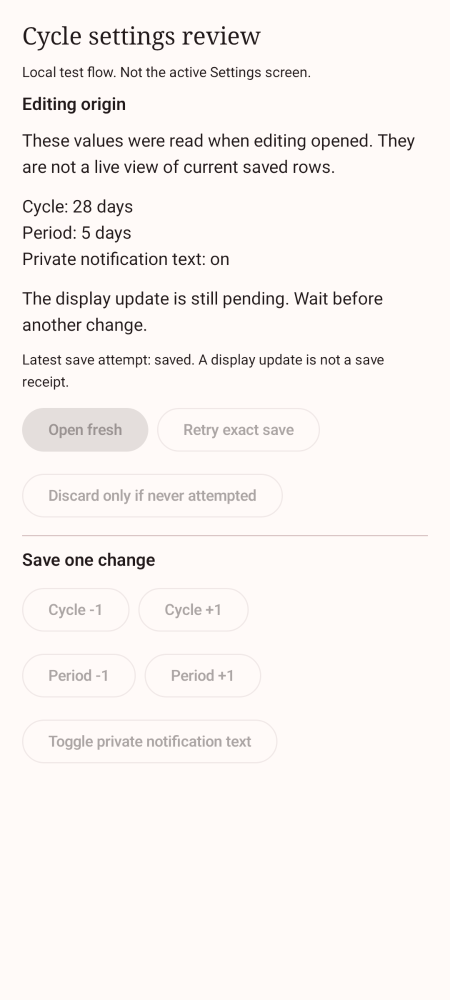 Cycle settings review
Local test flow. Not the active Settings screen.
Editing origin
These values were read when editing opened. They
are not a live view of current saved rows.
Cycle: 28 days
Period: 5 days
Private notification text: on
The display update is still pending. Wait before
another change.
Latest save attempt: saved. A display update is not a save
receipt.
Open fresh
Retry exact save
Discard only if never attempted
Save one change
Cycle -1
Cycle +1
Period -1
Period +1
Toggle private notification text